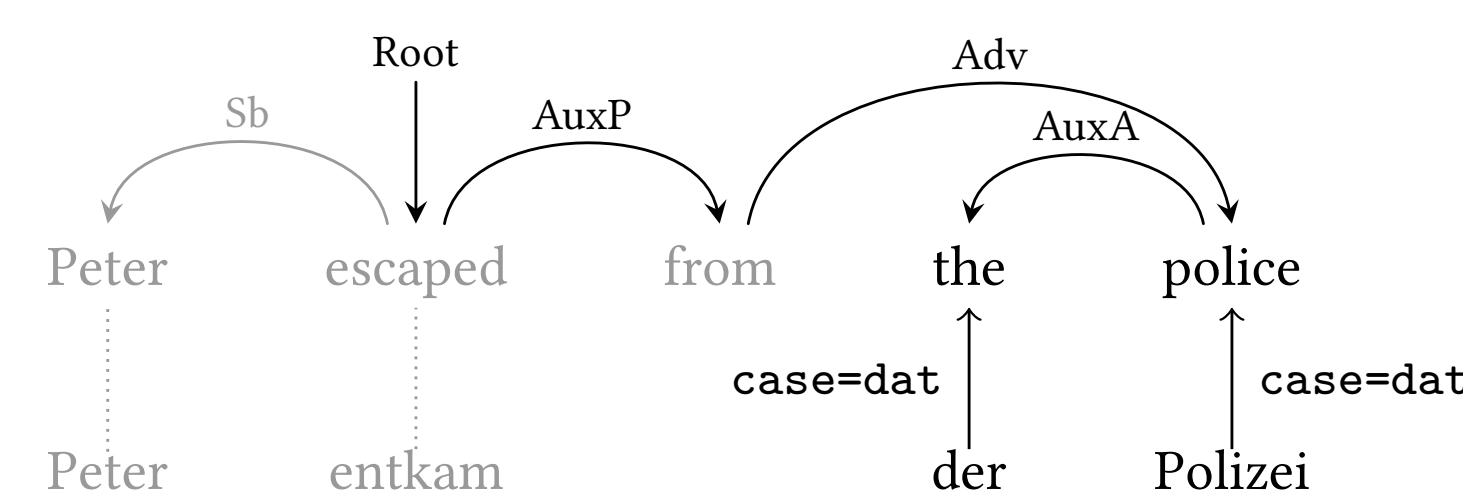 Root Adv
Sb AuxP AuxA
Peter escaped from the police
case=dat case=dat
Peter entkam der Polizei